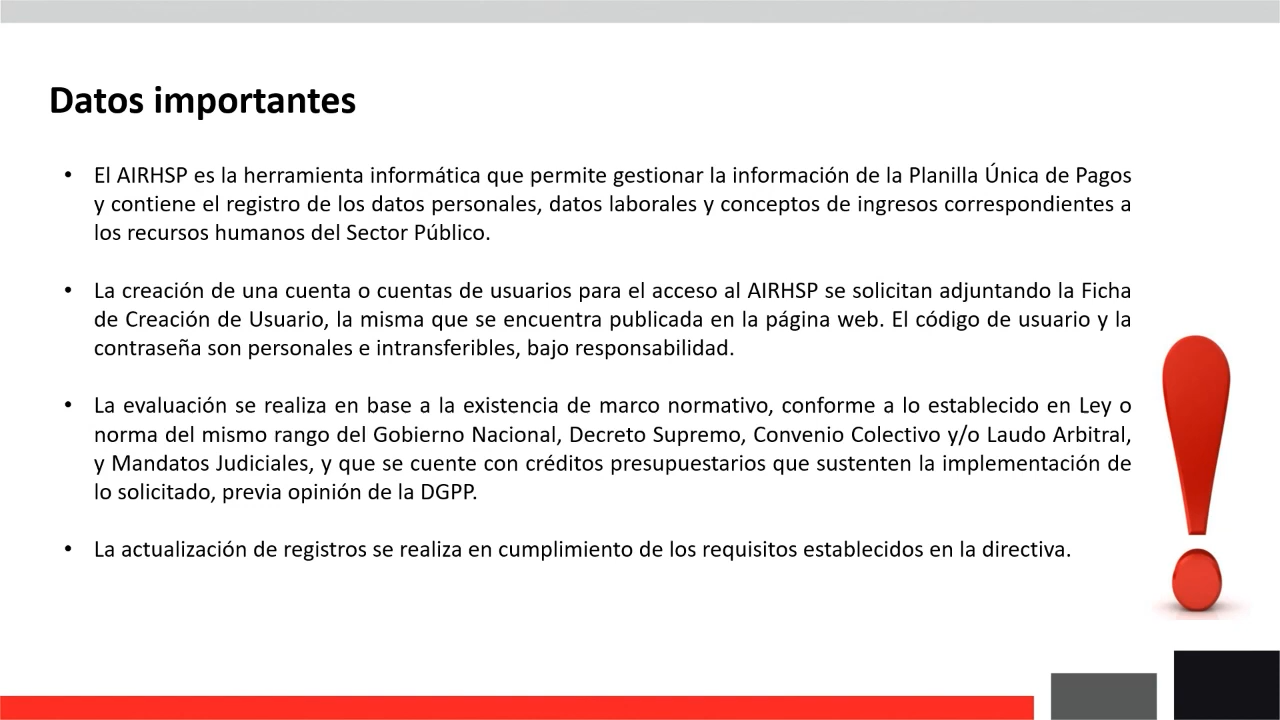 Datos importantes
• El AIRHSP es la herramienta informática que permite gestionar la información de la Planilla Única de Pagos
y contiene el registro de los datos personales, datos laborales y conceptos de ingresos correspondientes a
los recursos humanos del Sector Público.
• La creación de una cuenta o cuentas de usuarios para el acceso al AIRHSP se solicitan adjuntando la Ficha
de Creación de Usuario, la misma que se encuentra publicada en la página web. El código de usuario y la
contraseña son personales e intransferibles, bajo responsabilidad.
• La evaluación se realiza en base a la existencia de marco normativo, conforme a lo establecido en Ley o
norma del mismo rango del Gobierno Nacional, Decreto Supremo, Convenio Colectivo y/o Laudo Arbitral,
y Mandatos Judiciales, y que se cuente con créditos presupuestarios que sustenten la implementación de
lo solicitado, previa opinión de la DGPP.
• La actualización de registros se realiza en cumplimiento de los requisitos establecidos en la directiva.